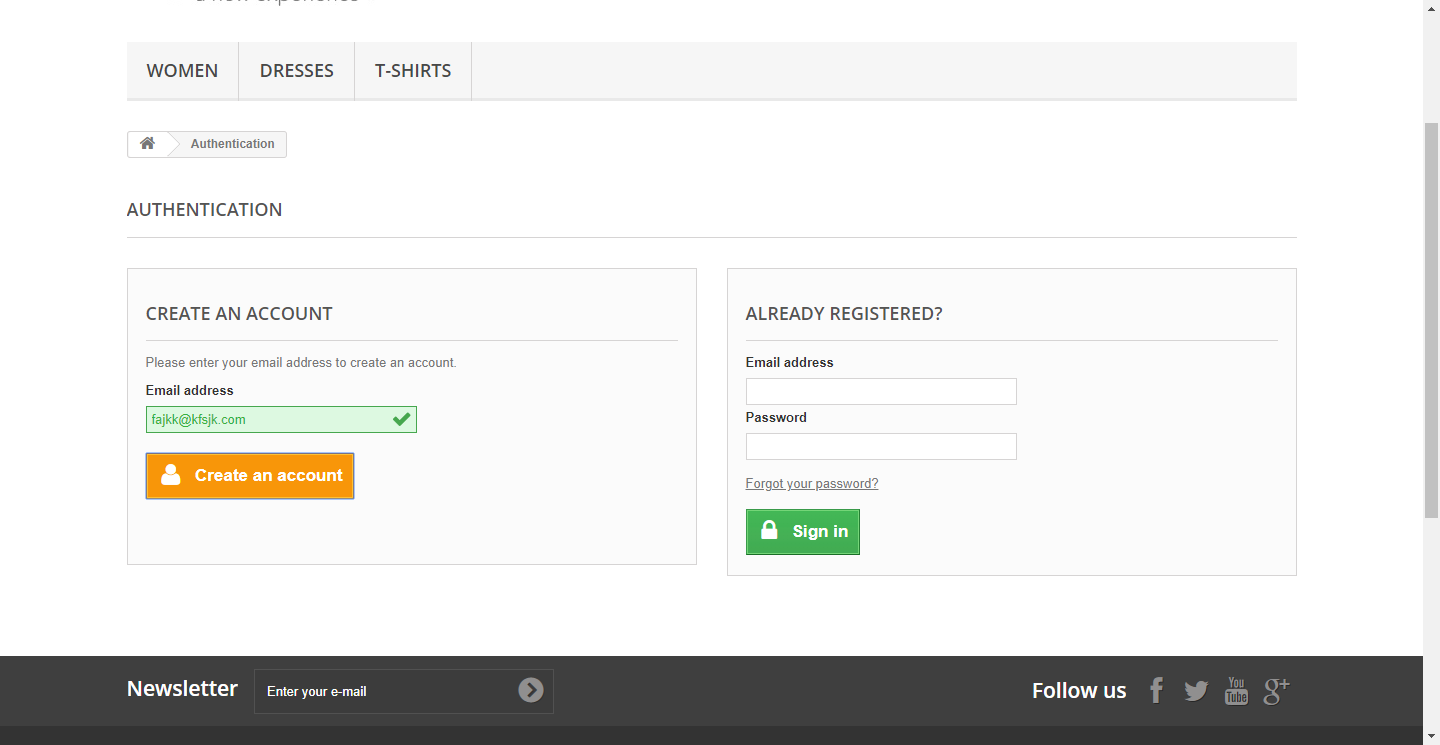 WOMEN DRESSES T-SHIRTS
Authentication
AUTHENTICATION
CREATE AN ACCOUNT
Please enter your email address to create an account.
Email address
fajkk@kfsjk.com
Create an account
ALREADY REGISTERED?
Email address
Password
Forgot your password?
Sign in
Newsletter
Enter your e-mail
Follow us
You
Tube
g+